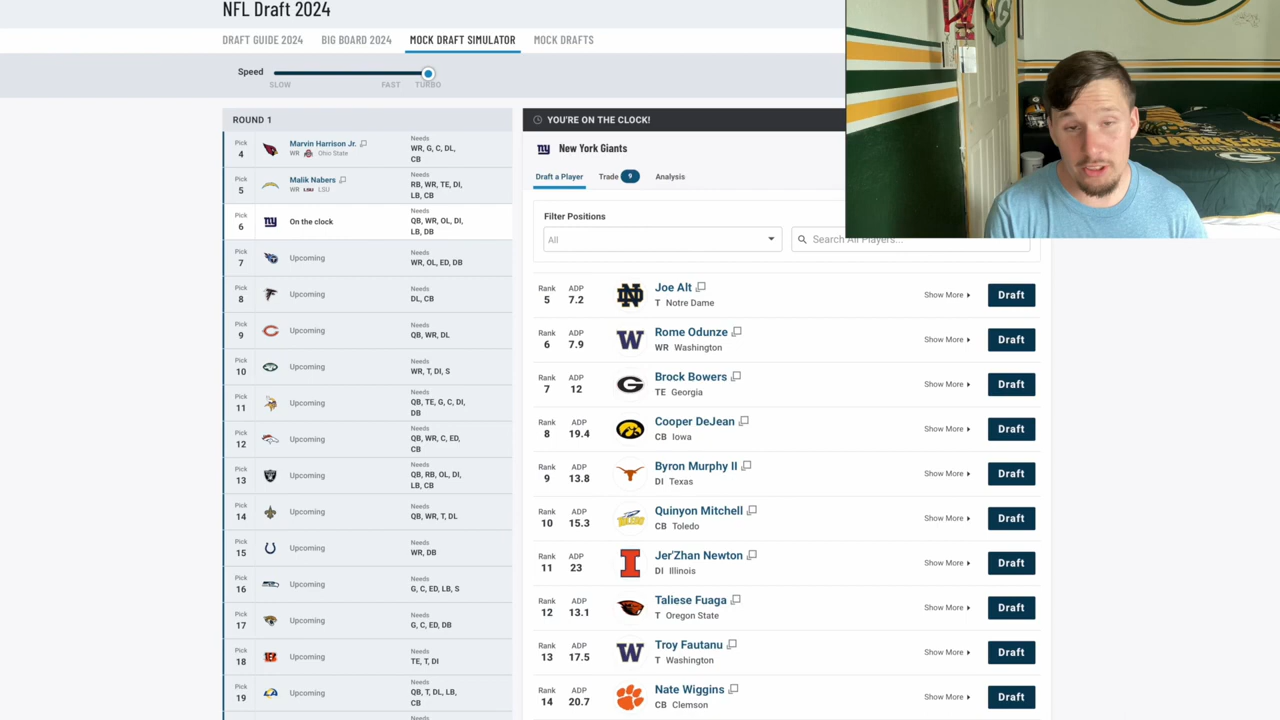 NFL Draft 2024
DRAFT GUIDE 2024 BIG BOARD 2024 MOCK DRAFT SIMULATOR MOCK DRAFTS
Speed
SLOW FAST TURBO
ROUND 1
Pick 4 Marvin Harrison Jr. WR Ohio State Needs WR, G, C, DL, CB
Pick 5 Malik Nabers WR LSU Needs RB, WR, TE, DI, LB, CB
Pick 6 On the clock Needs QB, WR, OL, DI, LB, DB
Pick 7 Upcoming Needs WR, OL, ED, DB
Pick 8 Upcoming Needs DL, CB
Pick 9 Upcoming Needs QB, WR, DL
Pick 10 Upcoming Needs WR, T, DI, S
Pick 11 Upcoming Needs QB, TE, G, C, DI, DB
Pick 12 Upcoming Needs QB, WR, C, ED, CB
Pick 13 Upcoming Needs QB, RB, OL, DI, LB, CB
Pick 14 Upcoming Needs QB, WR, T, DL
Pick 15 Upcoming Needs WR, DB
Pick 16 Upcoming Needs G, C, ED, LB, S
Pick 17 Upcoming Needs G, C, ED, DB
Pick 18 Upcoming Needs TE, T, DI
Pick 19 Upcoming Needs QB, T, DL, LB, CB
YOU'RE ON THE CLOCK!
New York Giants
Draft a Player Trade 9 Analysis
Filter Positions
All Search All Players...
Rank 5 ADP 7.2 Joe Alt T Notre Dame Show More Draft
Rank 6 ADP 7.9 Rome Odunze WR Washington Show More Draft
Rank 7 ADP 12 Brock Bowers TE Georgia Show More Draft
Rank 8 ADP 19.4 Cooper DeJean CB Iowa Show More Draft
Rank 9 ADP 13.8 Byron Murphy II DI Texas Show More Draft
Rank 10 ADP 15.3 Quinyon Mitchell CB Toledo Show More Draft
Rank 11 ADP 23 Jer'Zhan Newton DI Illinois Show More Draft
Rank 12 ADP 13.1 Taliese Fuaga T Oregon State Show More Draft
Rank 13 ADP 17.5 Troy Fautanu T Washington Show More Draft
Rank 14 ADP 20.7 Nate Wiggins CB Clemson Show More Draft